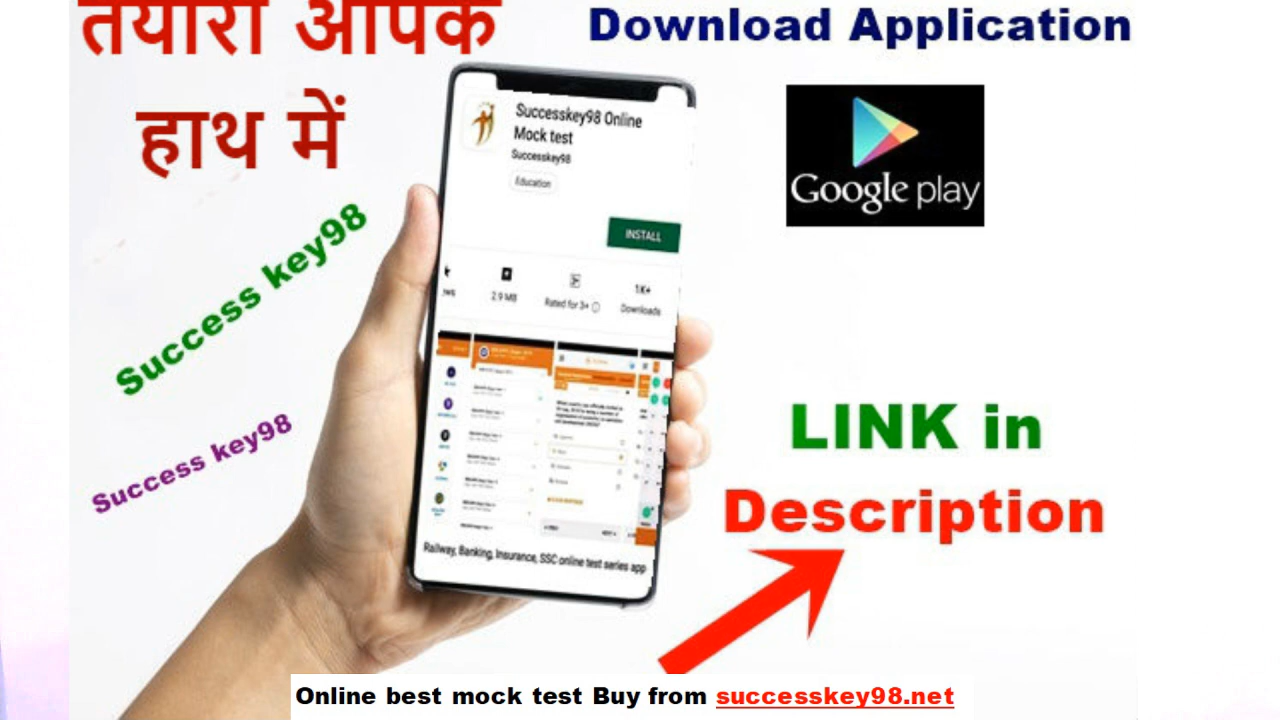 तैयारी आपके
हाथ में
Download Application
Google play
Success key98
Success key98
Successkey98 Online
Mock test
Successkey98
Education
INSTALL
2.9 MB
Rated for 3+
1K+
Downloads
Railway, Banking, Insurance, SSC online test series app
LINK in
Description
Online best mock test Buy from successkey98.net